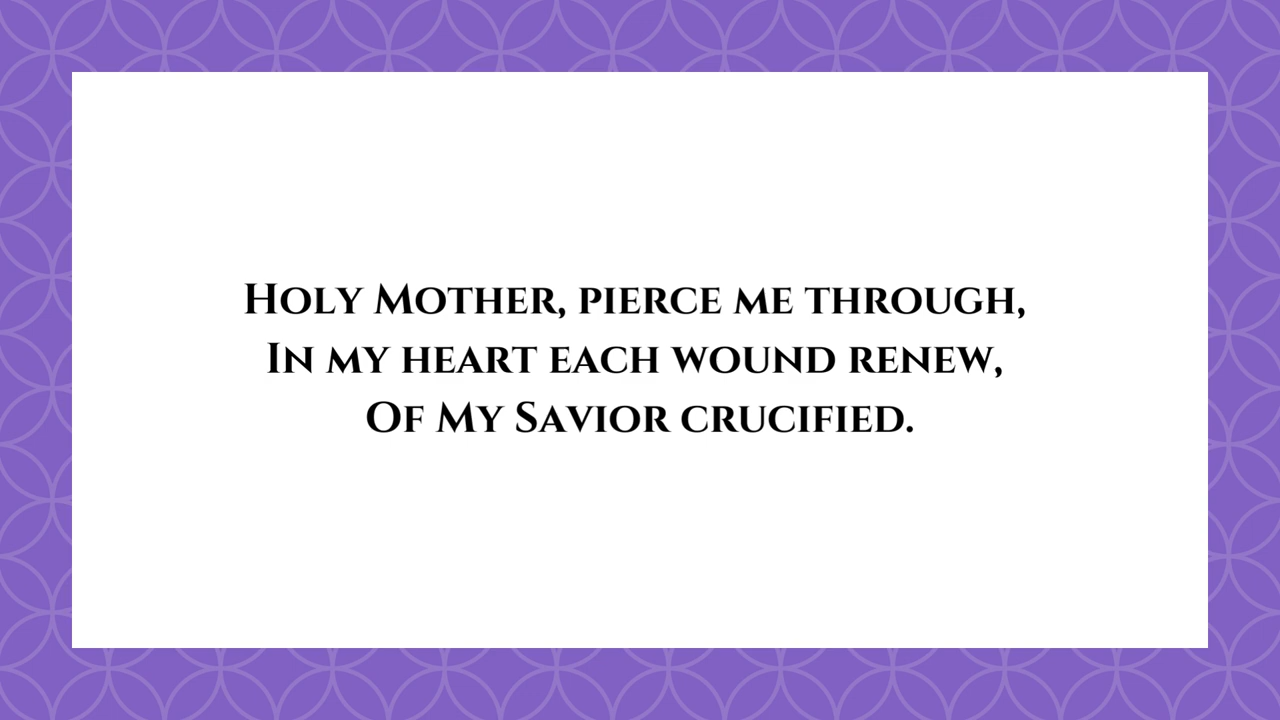 Holy Mother, pierce me through,
In my heart each wound renew,
Of My Savior crucified.